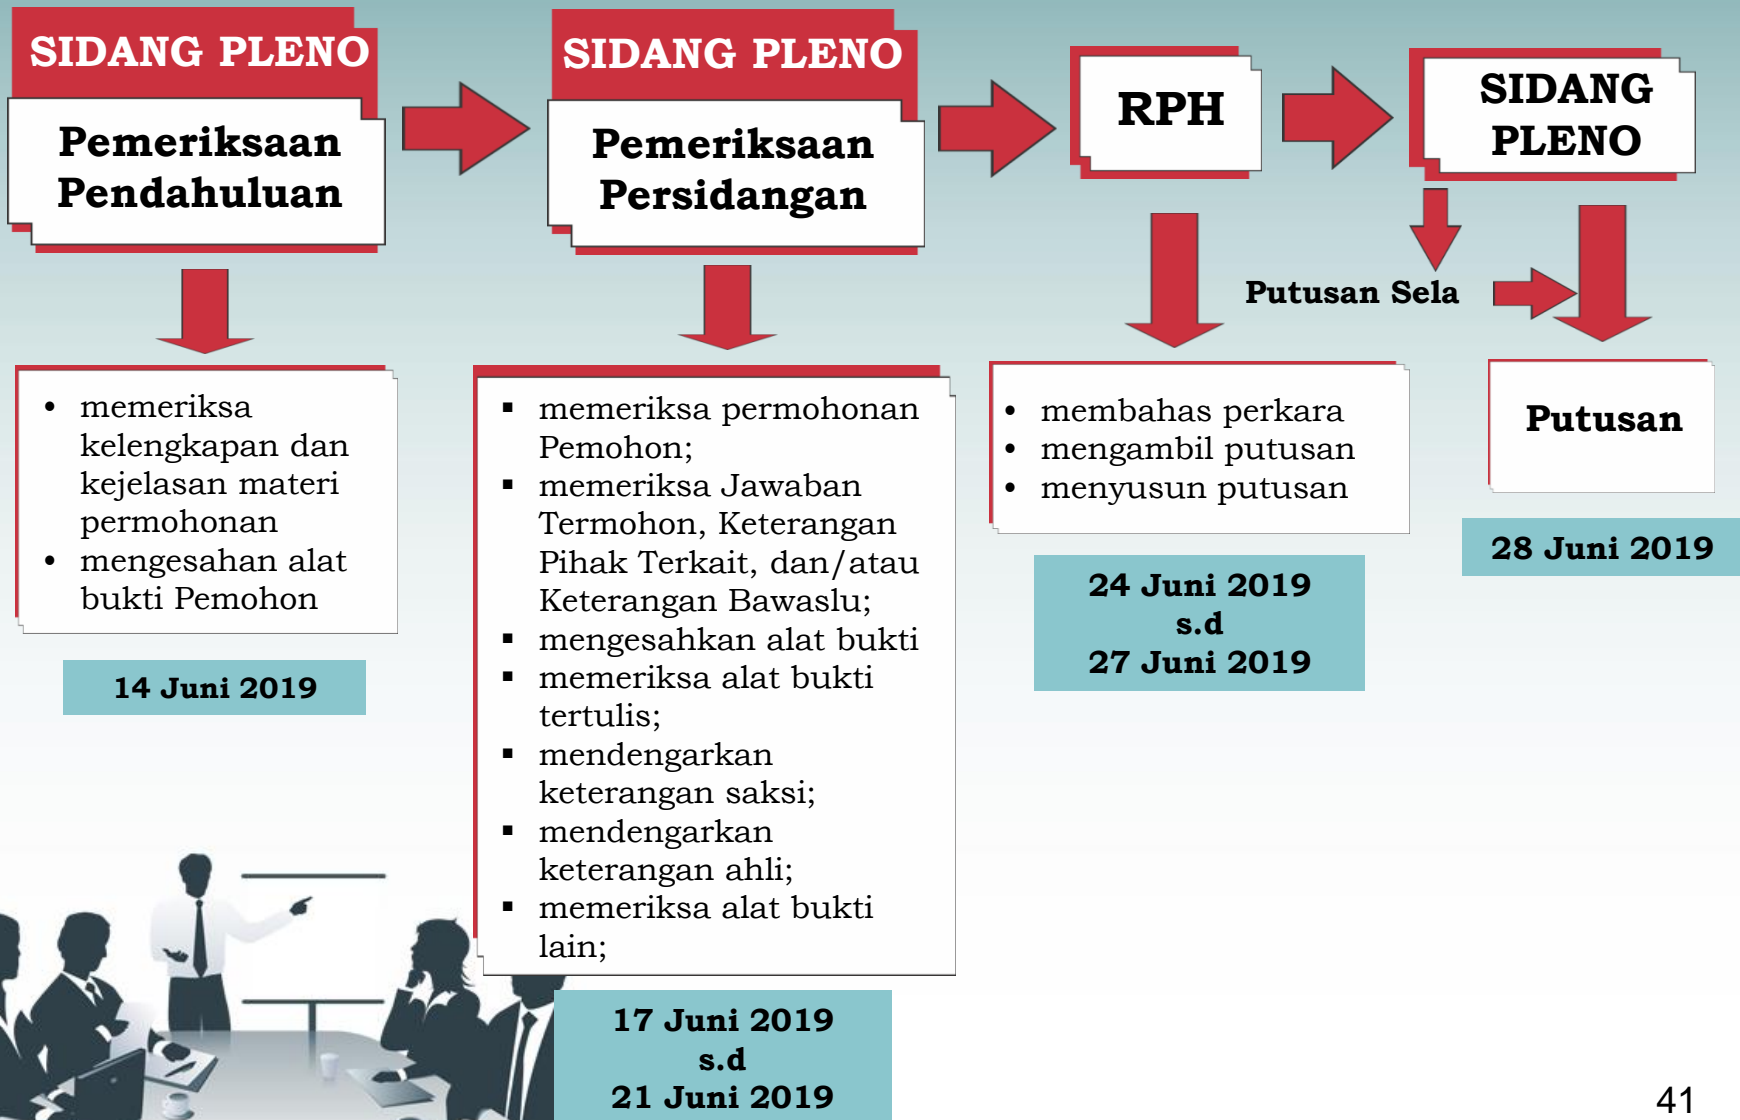 SIDANG PLENO
Pemeriksaan
Pendahuluan
• memeriksa
kelengkapan dan
kejelasan materi
permohonan
• mengesahan alat
bukti Pemohon
14 Juni 2019
SIDANG PLENO
Pemeriksaan
Persidangan
▪ memeriksa permohonan
Pemohon;
▪ memeriksa Jawaban
Termohon, Keterangan
Pihak Terkait, dan/atau
Keterangan Bawaslu;
▪ mengesahkan alat bukti
▪ memeriksa alat bukti
tertulis;
▪ mendengarkan
keterangan saksi;
▪ mendengarkan
keterangan ahli;
▪ memeriksa alat bukti
lain;
17 Juni 2019
s.d
21 Juni 2019
RPH
• membahas perkara
• mengambil putusan
• menyusun putusan
24 Juni 2019
s.d
27 Juni 2019
SIDANG
PLENO
Putusan Sela
Putusan
28 Juni 2019
41